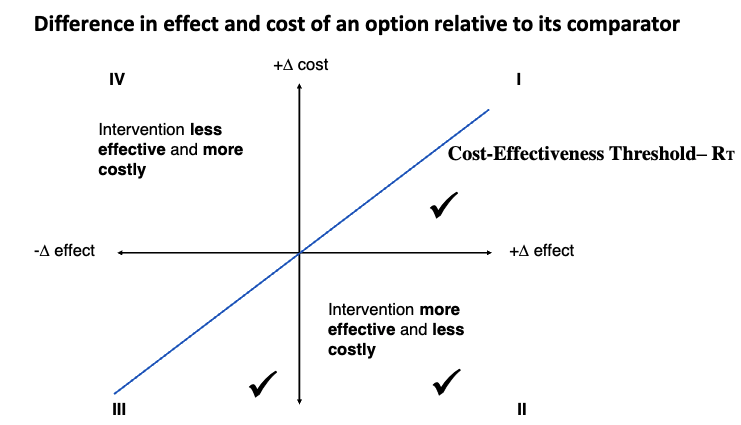 Difference in effect and cost of an option relative to its comparator
+Δ cost
IV
I
Intervention less
effective and more
costly
Cost-Effectiveness Threshold– RT
-Δ effect
+Δ effect
Intervention more
effective and less
costly
III
II